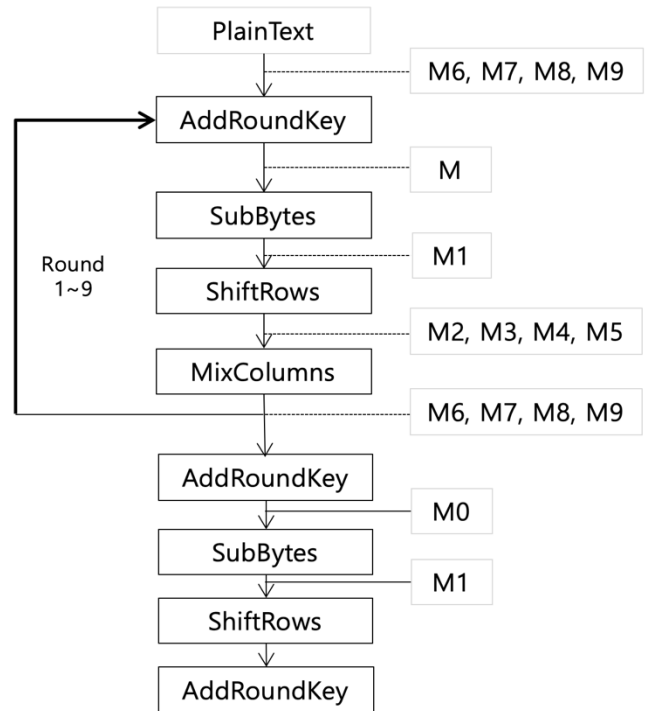 PlainText
M6, M7, M8, M9
AddRoundKey
M
SubBytes
M1
Round
1~9
ShiftRows
M2, M3, M4, M5
MixColumns
M6, M7, M8, M9
AddRoundKey
M0
SubBytes
M1
ShiftRows
AddRoundKey